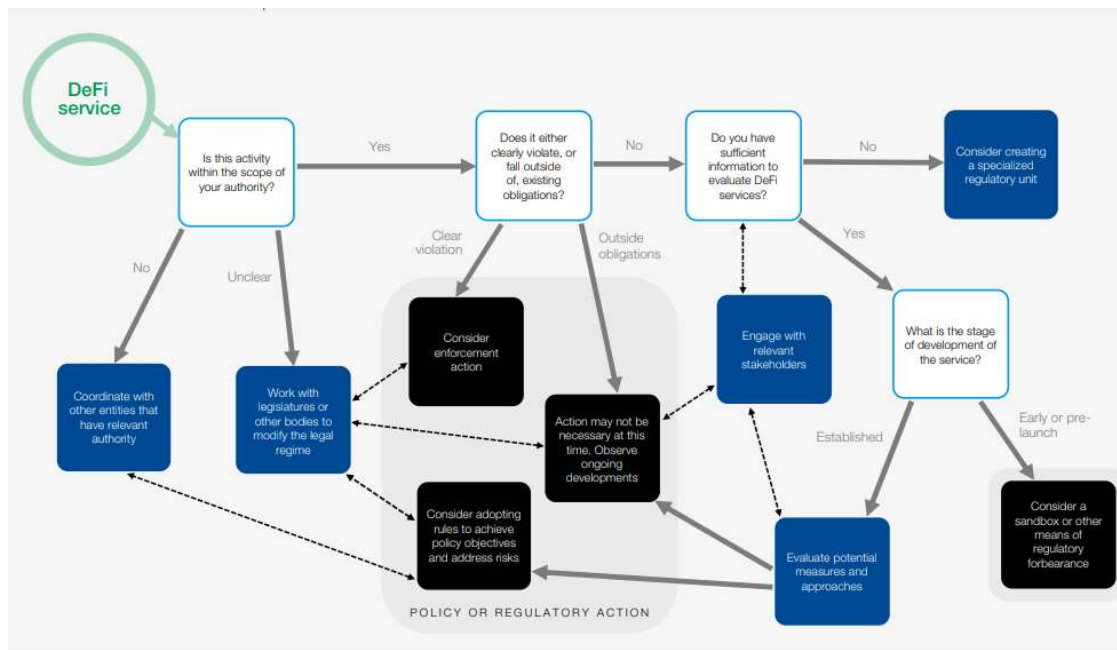 DeFi
service
Is this activity
within the scope of
your authority?
Yes
Does it either
clearly violate, or
fall outside
of, existing
obligations?
No
Do you have
sufficient
information to
evaluate DeFi
services?
No
Consider creating
a specialized
regulatory unit
No
Unclear
Clear
violation
Outside
obligations
Yes
Coordinate with
other entities that
have relevant
authority
Work with
legislatures or
other bodies to
modify the legal
regime
Consider
enforcement
action
Action may not be
necessary at this
time. Observe
ongoing
developments
Consider adopting
rules to achieve
policy objectives
and address risks
POLICY OR REGULATORY ACTION
Engage with
relevant
stakeholders
What is the stage
of development of
the service?
Established
Early or pre-
launch
Evaluate potential
measures and
approaches
Consider a
sandbox or other
means of
regulatory
forbearance